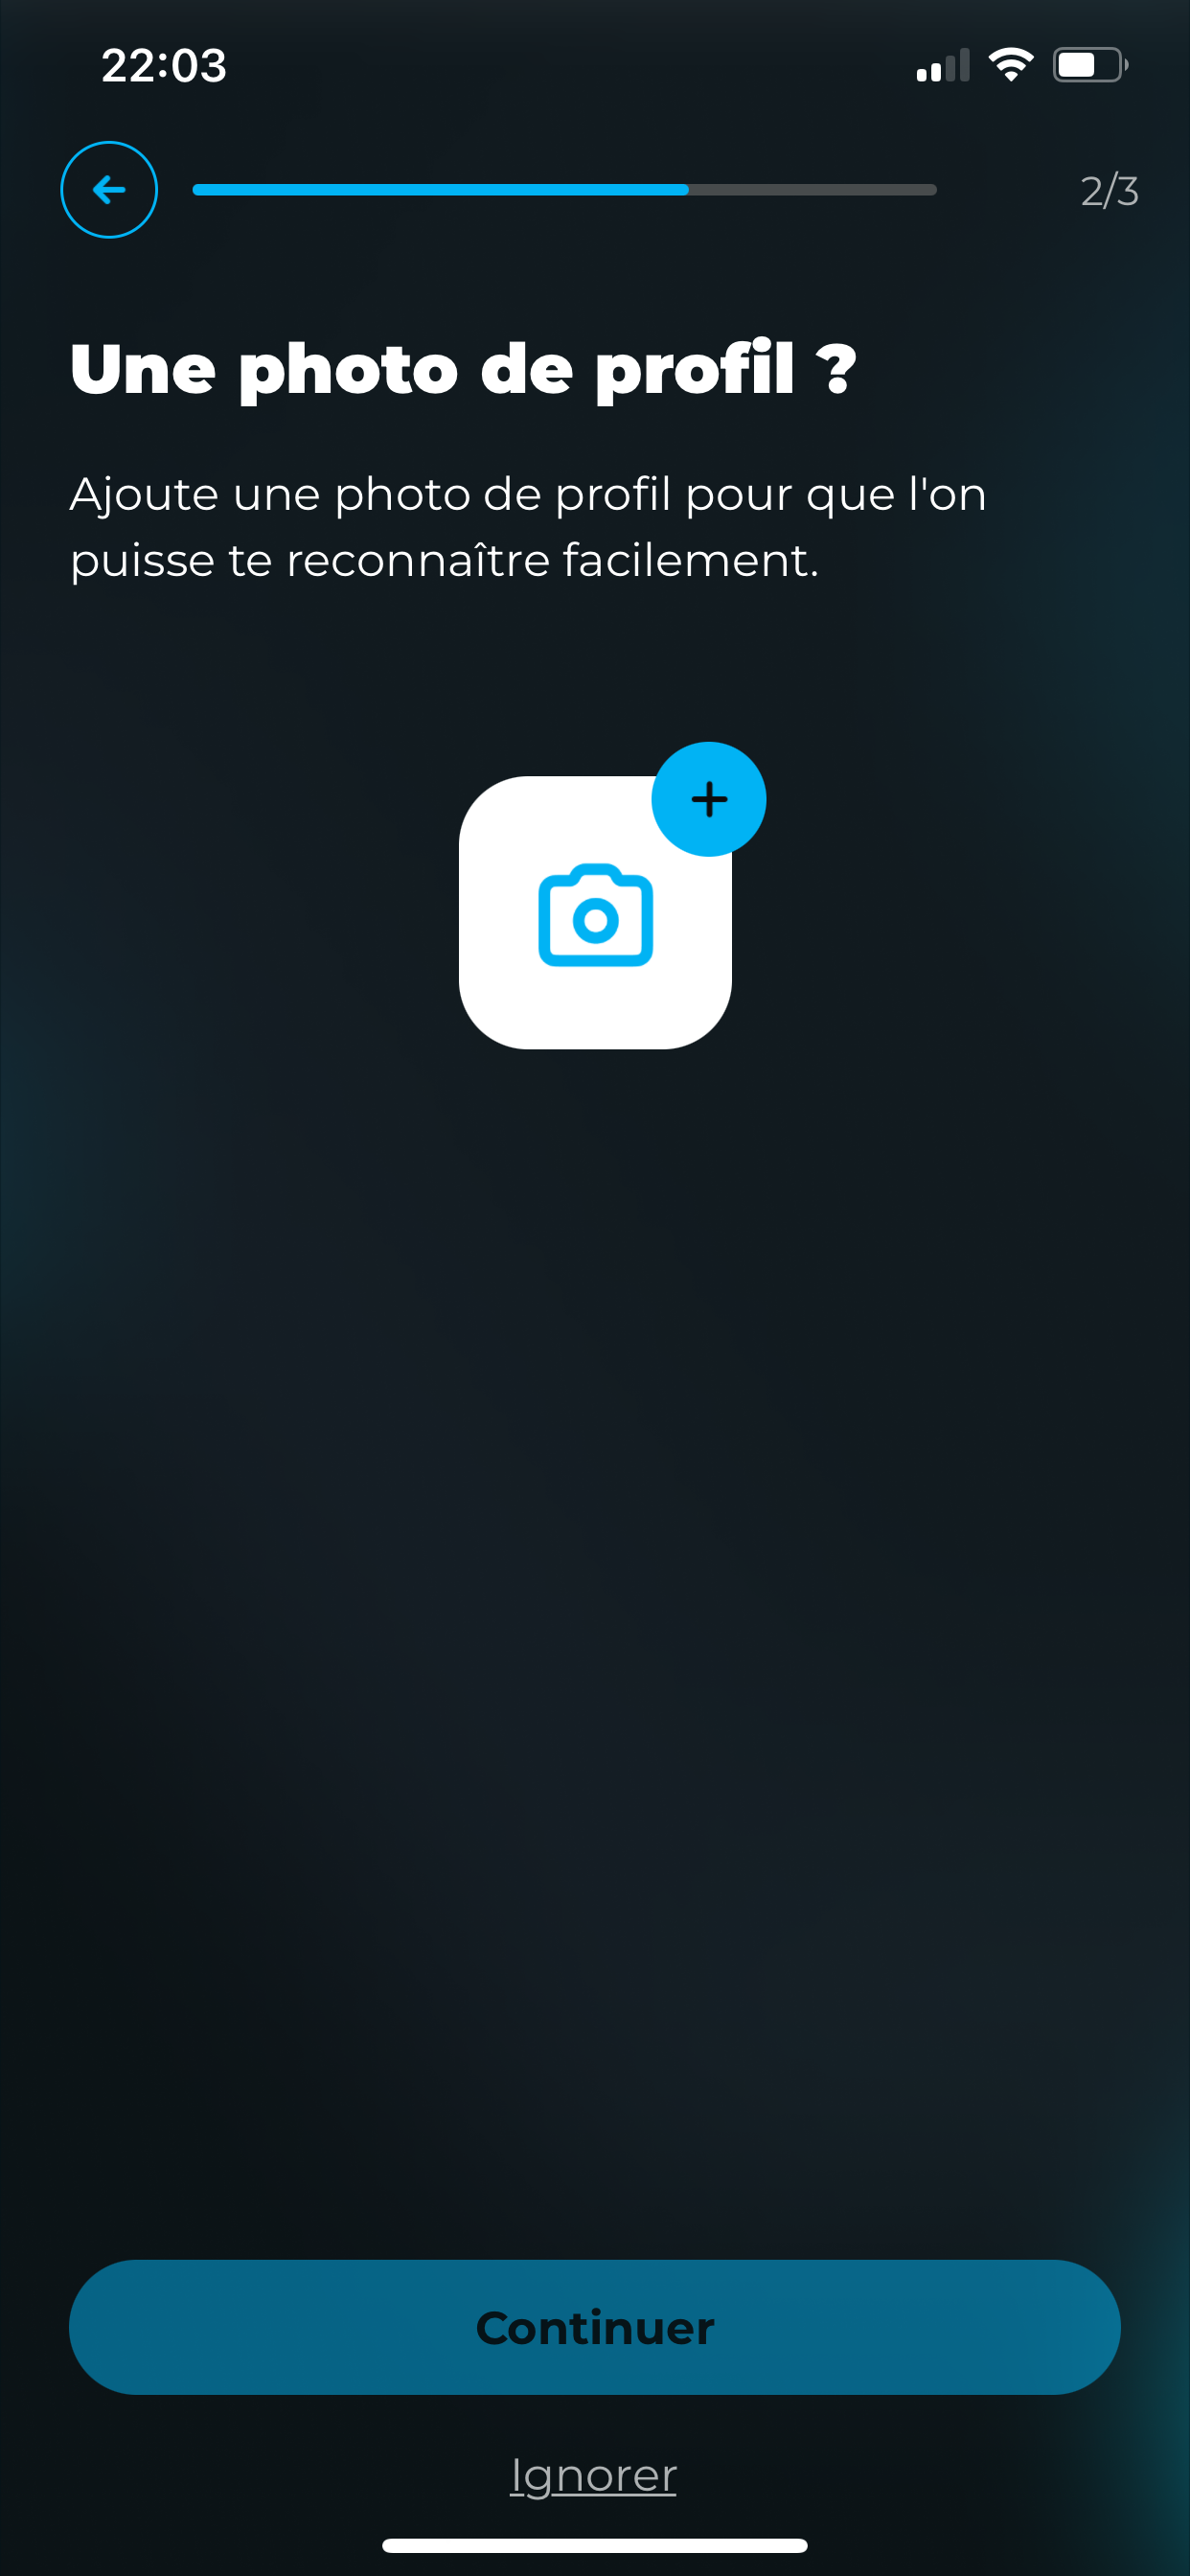 22:03
2/3
Une photo de profil ?
Ajoute une photo de profil pour que l'on
puisse te reconnaître facilement.
Continuer
Ignorer